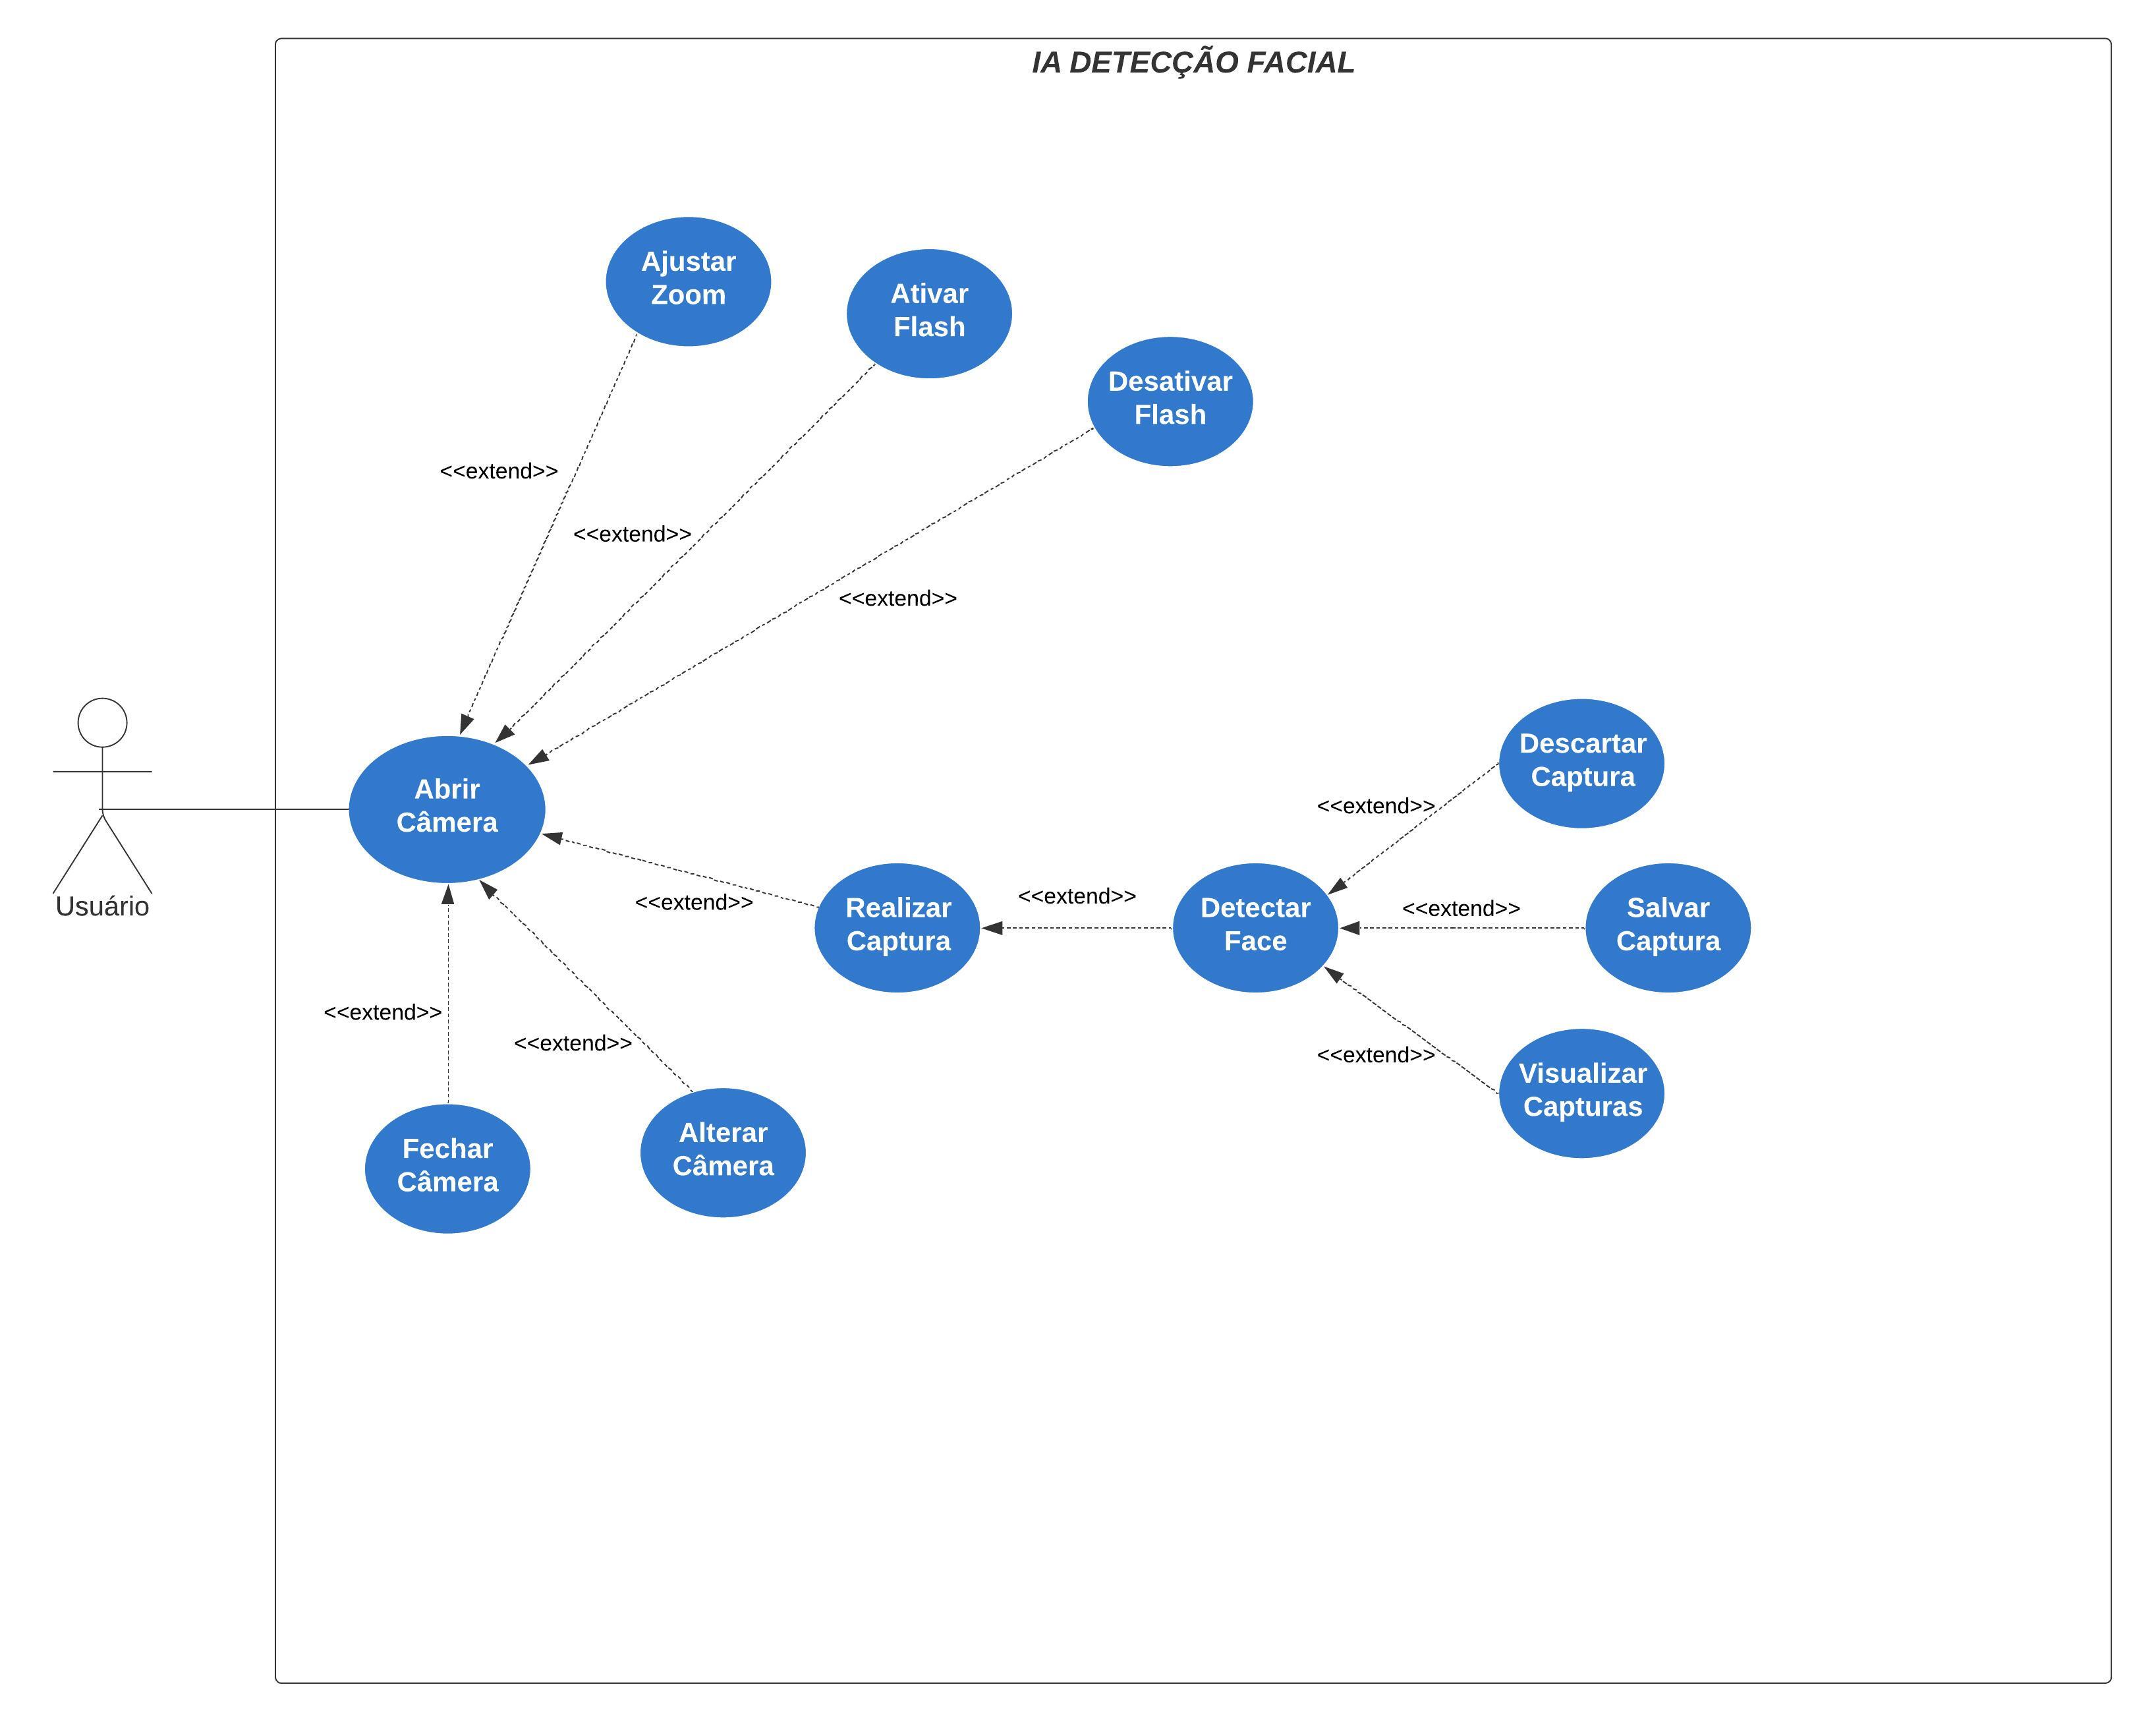 IA DETECÇÃO FACIAL
Ajustar
Zoom
Ativar
Flash
Desativar
Flash
<<extend>>
<<extend>>
<<extend>>
Usuário
Abrir
Câmera
<<extend>>
Realizar
Captura
<<extend>>
Detectar
Face
<<extend>>
Descartar
Captura
<<extend>>
Salvar
Captura
<<extend>>
Visualizar
Capturas
<<extend>>
<<extend>>
Fechar
Câmera
Alterar
Câmera